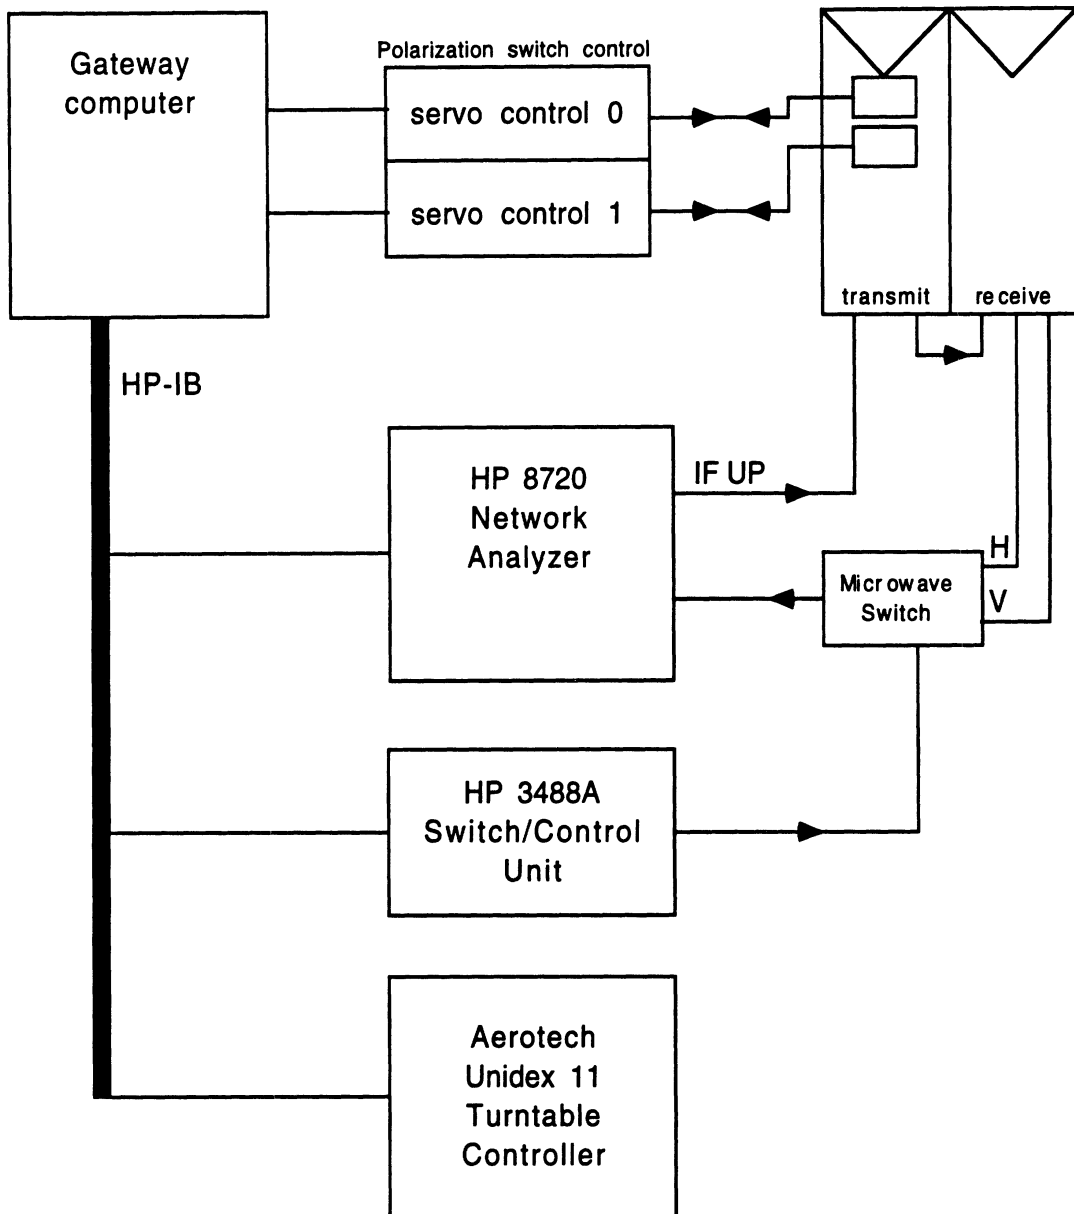 Gateway
computer
Polarization switch control
servo control 0
servo control 1
transmit
receive
HP-IB
HP 8720
Network
Analyzer
IF UP
H
V
Microwave
Switch
HP 3488A
Switch/Control
Unit
Aerotech
Unidex 11
Turntable
Controller